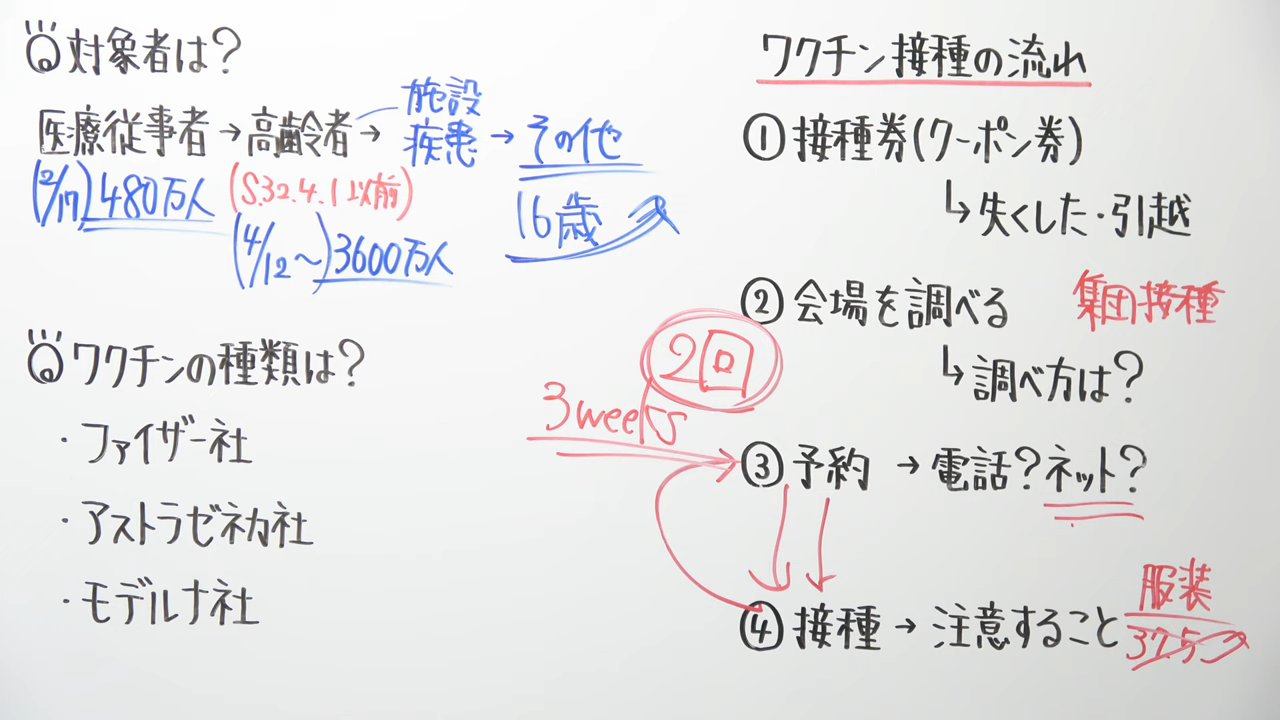 対象者は?
施設
医療従事者→高齢者→疾患→その他
(2/17)480万人 (S.32.4.1以前) 16歳
(4/12〜)3600万人
ワクチンの種類は?
・ファイザー社
・アストラゼネカ社
・モデルナ社
ワクチン接種の流れ
①接種券(クーポン券)
↳失くした・引越
②会場を調べる 集団接種
↳調べ方は?
2回
3weeks
③予約→電話?ネット?
④接種→注意すること
服装
37.5